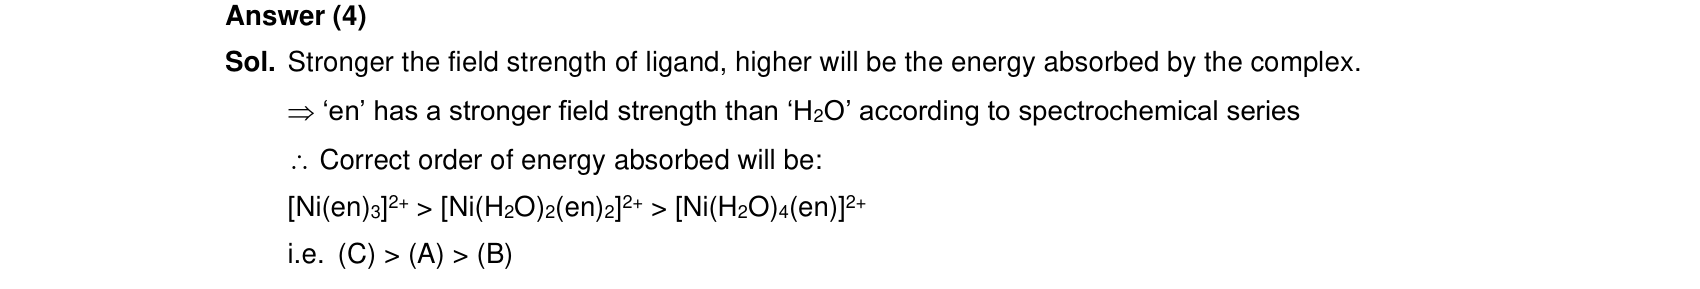 Answer (4)
Sol. Stronger the field strength of ligand, higher will be the energy absorbed by the complex.
⇒ ‘en’ has a stronger field strength than ‘H₂O’ according to spectrochemical series
∴ Correct order of energy absorbed will be:
[Ni(en)₃]²⁺ > [Ni(H₂O)₂(en)₂]²⁺ > [Ni(H₂O)₄(en)]²⁺
i.e. (C) > (A) > (B)